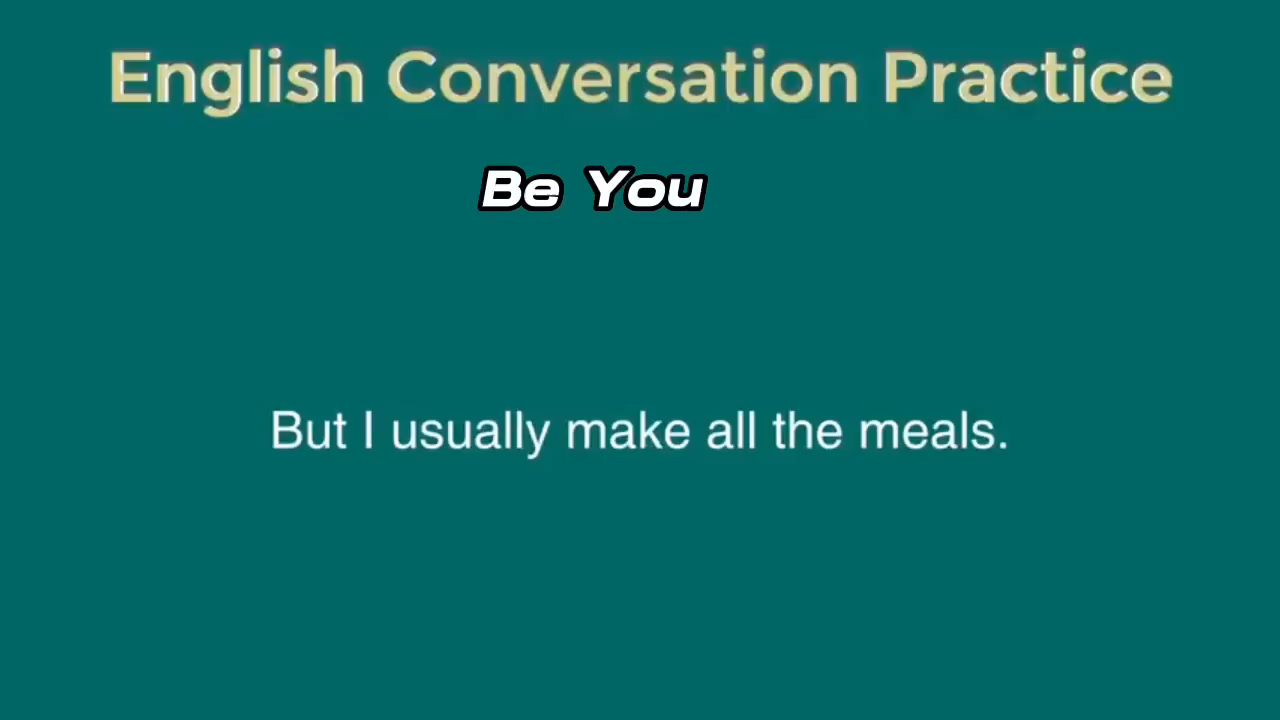 English Conversation Practice
Be You
But I usually make all the meals.